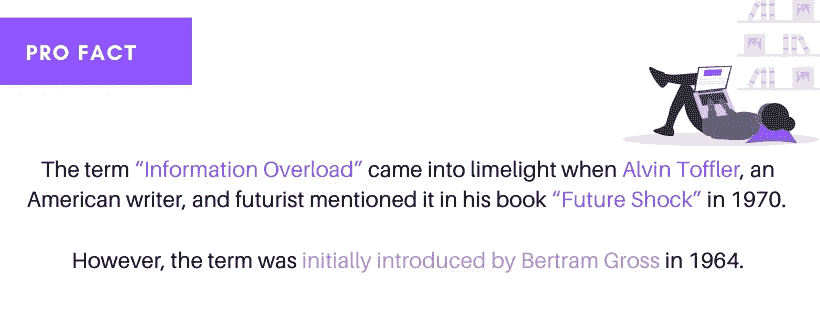 PRO FACT
The term “Information Overload” came into limelight when Alvin Toffler, an
American writer, and futurist mentioned it in his book “Future Shock” in 1970.
However, the term was initially introduced by Bertram Gross in 1964.